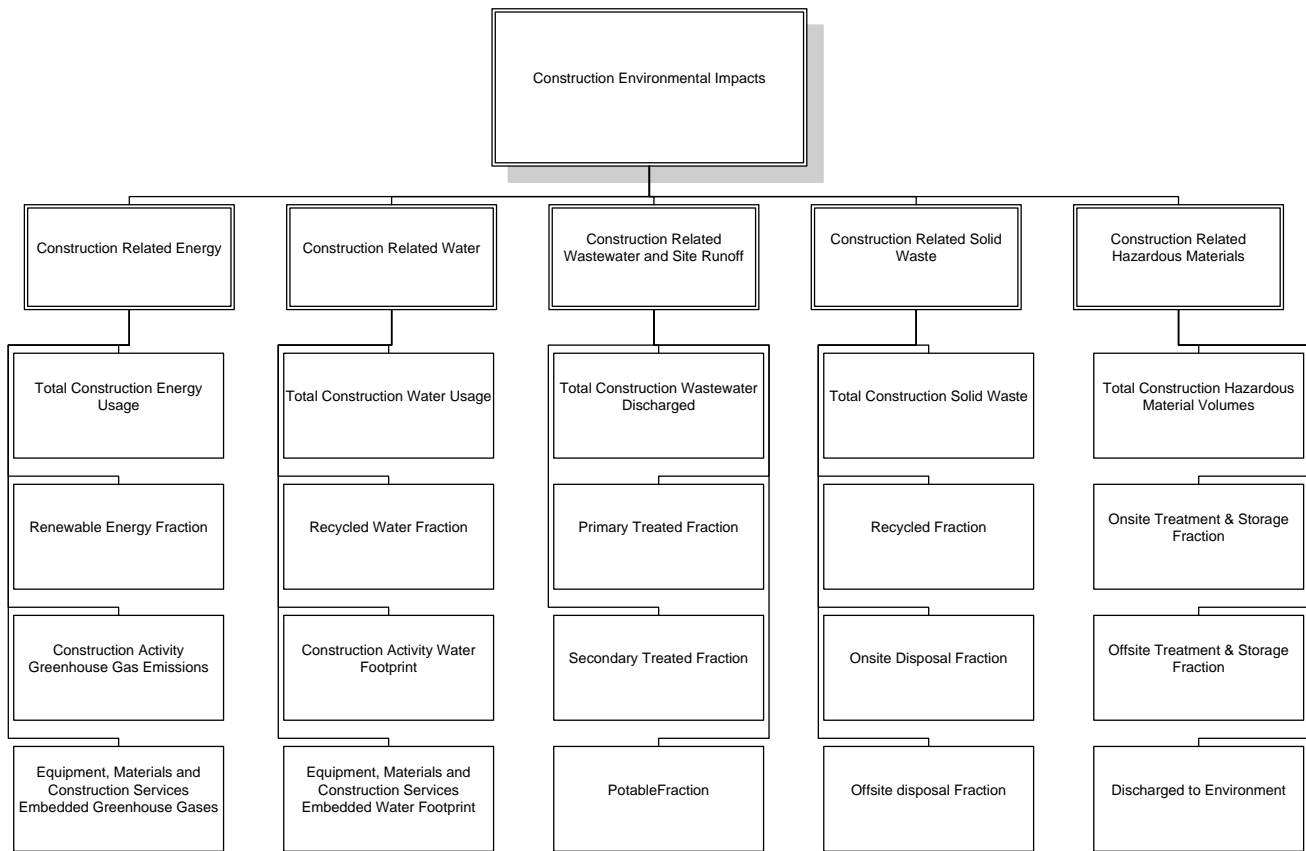 Construction Environmental Impacts
Construction Related Energy
Construction Related Water
Construction Related
Wastewater and Site Runoff
Construction Related Solid
Waste
Construction Related
Hazardous Materials
Total Construction Energy
Usage
Total Construction Water Usage
Total Construction Wastewater
Discharged
Total Construction Solid Waste
Total Construction Hazardous
Material Volumes
Renewable Energy Fraction
Recycled Water Fraction
Primary Treated Fraction
Recycled Fraction
Onsite Treatment & Storage
Fraction
Construction Activity
Greenhouse Gas Emissions
Construction Activity Water
Footprint
Secondary Treated Fraction
Onsite Disposal Fraction
Offsite Treatment & Storage
Fraction
Equipment, Materials and
Construction Services
Embedded Greenhouse Gases
Equipment, Materials and
Construction Services
Embedded Water Footprint
PotableFraction
Offsite disposal Fraction
Discharged to Environment